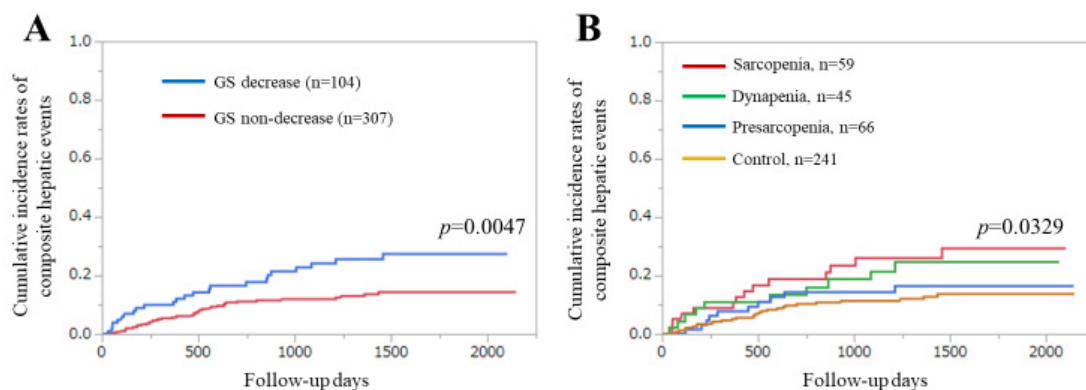 A
Cumulative incidence rates of
composite hepatic events
1.0
0.8
0.6
0.4
0.2
0.0
GS decrease (n=104)
GS non-decrease (n=307)
p=0.0047
0
500
1000
1500
2000
Follow-up days
B
Cumulative incidence rates of
composite hepatic events
1.0
0.8
0.6
0.4
0.2
0.0
Sarcopenia, n=59
Dynapenia, n=45
Presarcopenia, n=66
Control, n=241
p=0.0329
0
500
1000
1500
2000
Follow-up days